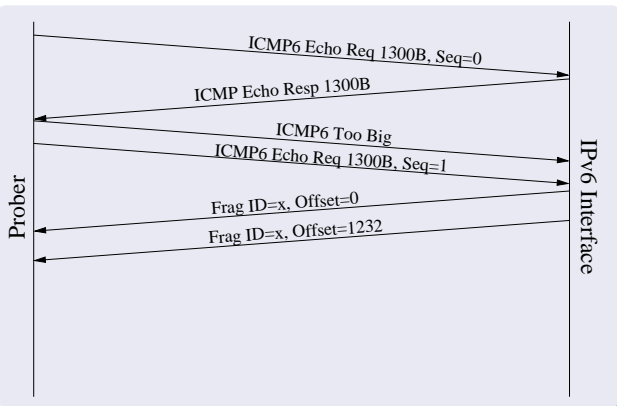 ICMP6 Echo Req 1300B, Seq=0
ICMP Echo Resp 1300B
ICMP6 Too Big
ICMP6 Echo Req 1300B, Seq=1
Frag ID=x, Offset=0
Frag ID=x, Offset=1232
Prober
IPv6 Interface